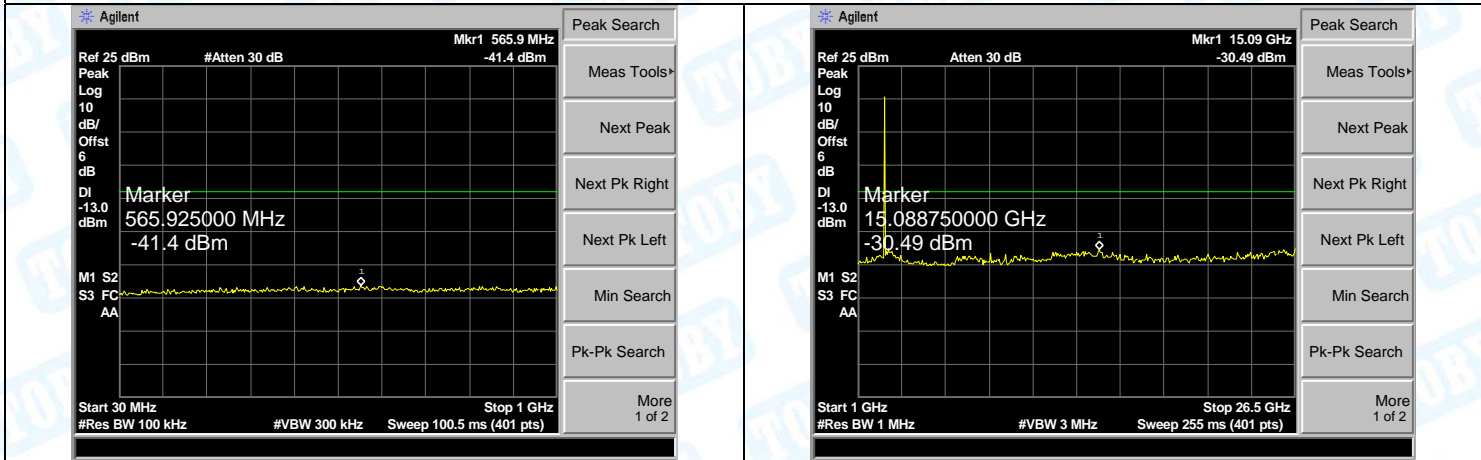 Agilent
Peak Search
Mkr1 565.9 MHz
Ref 25 dBm #Atten 30 dB -41.4 dBm
Peak
Log
10
dB/
Offst
6
dB
DI
-13.0
dBm
Marker
565.925000 MHz
-41.4 dBm
1
M1 S2
S3 FC
AA
Start 30 MHz Stop 1 GHz
#Res BW 100 kHz #VBW 300 kHz Sweep 100.5 ms (401 pts)
Meas Tools
Next Peak
Next Pk Right
Next Pk Left
Min Search
Pk-Pk Search
More
1 of 2
Agilent
Peak Search
Mkr1 15.09 GHz
Ref 25 dBm Atten 30 dB -30.49 dBm
Peak
Log
10
dB/
Offst
6
dB
DI
-13.0
dBm
Marker
15.088750000 GHz
-30.49 dBm
1
M1 S2
S3 FC
AA
Start 1 GHz Stop 26.5 GHz
#Res BW 1 MHz #VBW 3 MHz Sweep 255 ms (401 pts)
Meas Tools
Next Peak
Next Pk Right
Next Pk Left
Min Search
Pk-Pk Search
More
1 of 2
TOBY